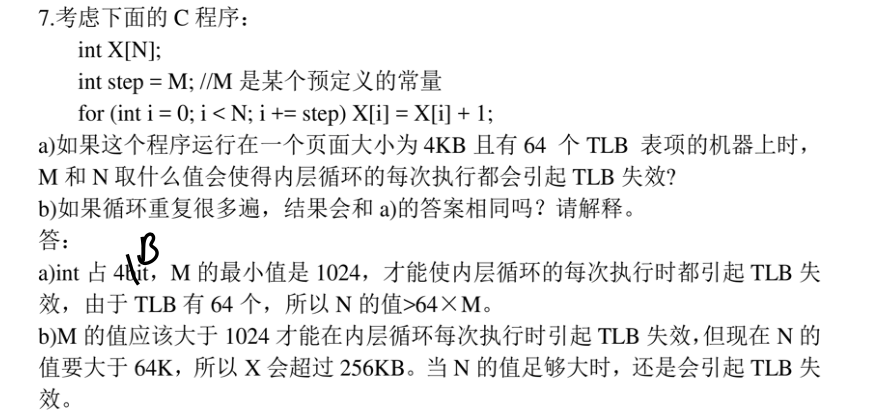 7.考虑下面的 C 程序：
int X[N];
int step = M; //M 是某个预定义的常量
for (int i = 0; i < N; i += step) X[i] = X[i] + 1;
a)如果这个程序运行在一个页面大小为 4KB 且有 64 个 TLB 表项的机器上时，
M 和 N 取什么值会使得内层循环的每次执行都会引起 TLB 失效?
b)如果循环重复很多遍，结果会和 a)的答案相同吗？请解释。
答：
B
a)int 占 4bit，M 的最小值是 1024，才能使内层循环的每次执行时都引起 TLB 失
效，由于 TLB 有 64 个，所以 N 的值>64×M。
b)M 的值应该大于 1024 才能在内层循环每次执行时引起 TLB 失效,但现在 N 的
值要大于 64K，所以 X 会超过 256KB。当 N 的值足够大时，还是会引起 TLB 失
效。